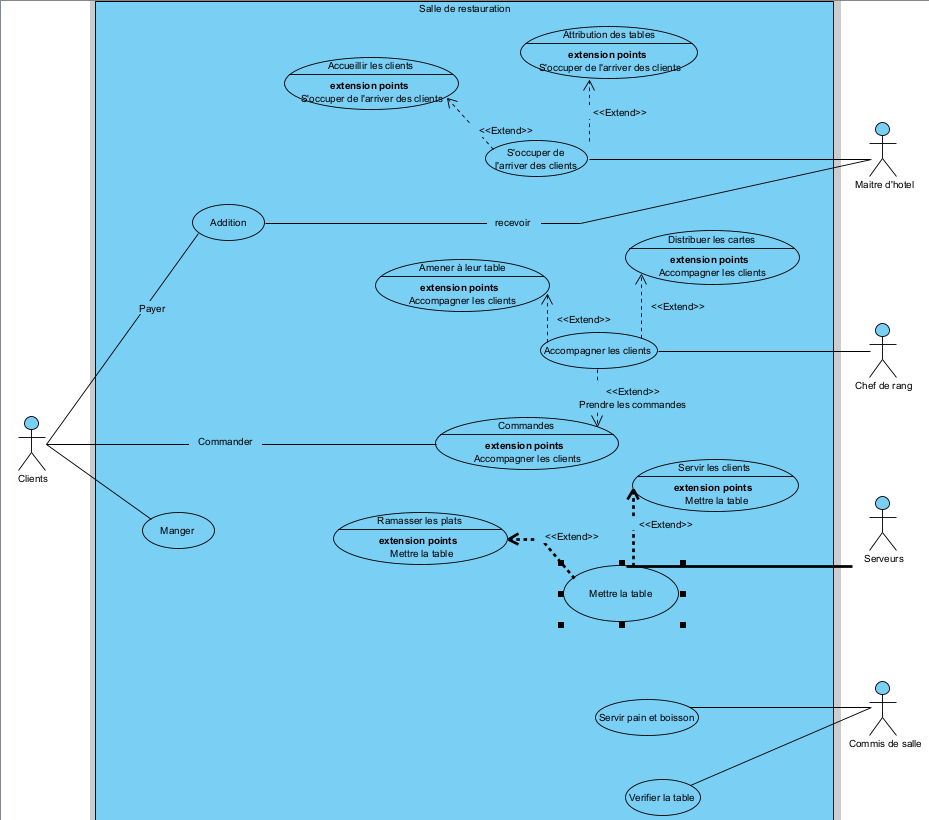 Salle de restauration
Attribution des tables
extension points
S'occuper de l'arriver des clients
Accueillir les clients
extension points
S'occuper de l'arriver des clients
<<Extend>>
<<Extend>>
S'occuper de
l'arriver des clients
Maitre d'hotel
Addition
recevoir
Distribuer les cartes
extension points
Accompagner les clients
Amener à leur table
extension points
Accompagner les clients
<<Extend>>
Payer
<<Extend>>
Accompagner les clients
Chef de rang
<<Extend>>
Prendre les commandes
Commandes
extension points
Accompagner les clients
Commander
Clients
Servir les clients
extension points
Mettre la table
Ramasser les plats
extension points
Mettre la table
<<Extend>>
<<Extend>>
Manger
Serveurs
Mettre la table
Servir pain et boisson
Commis de salle
Verifier la table